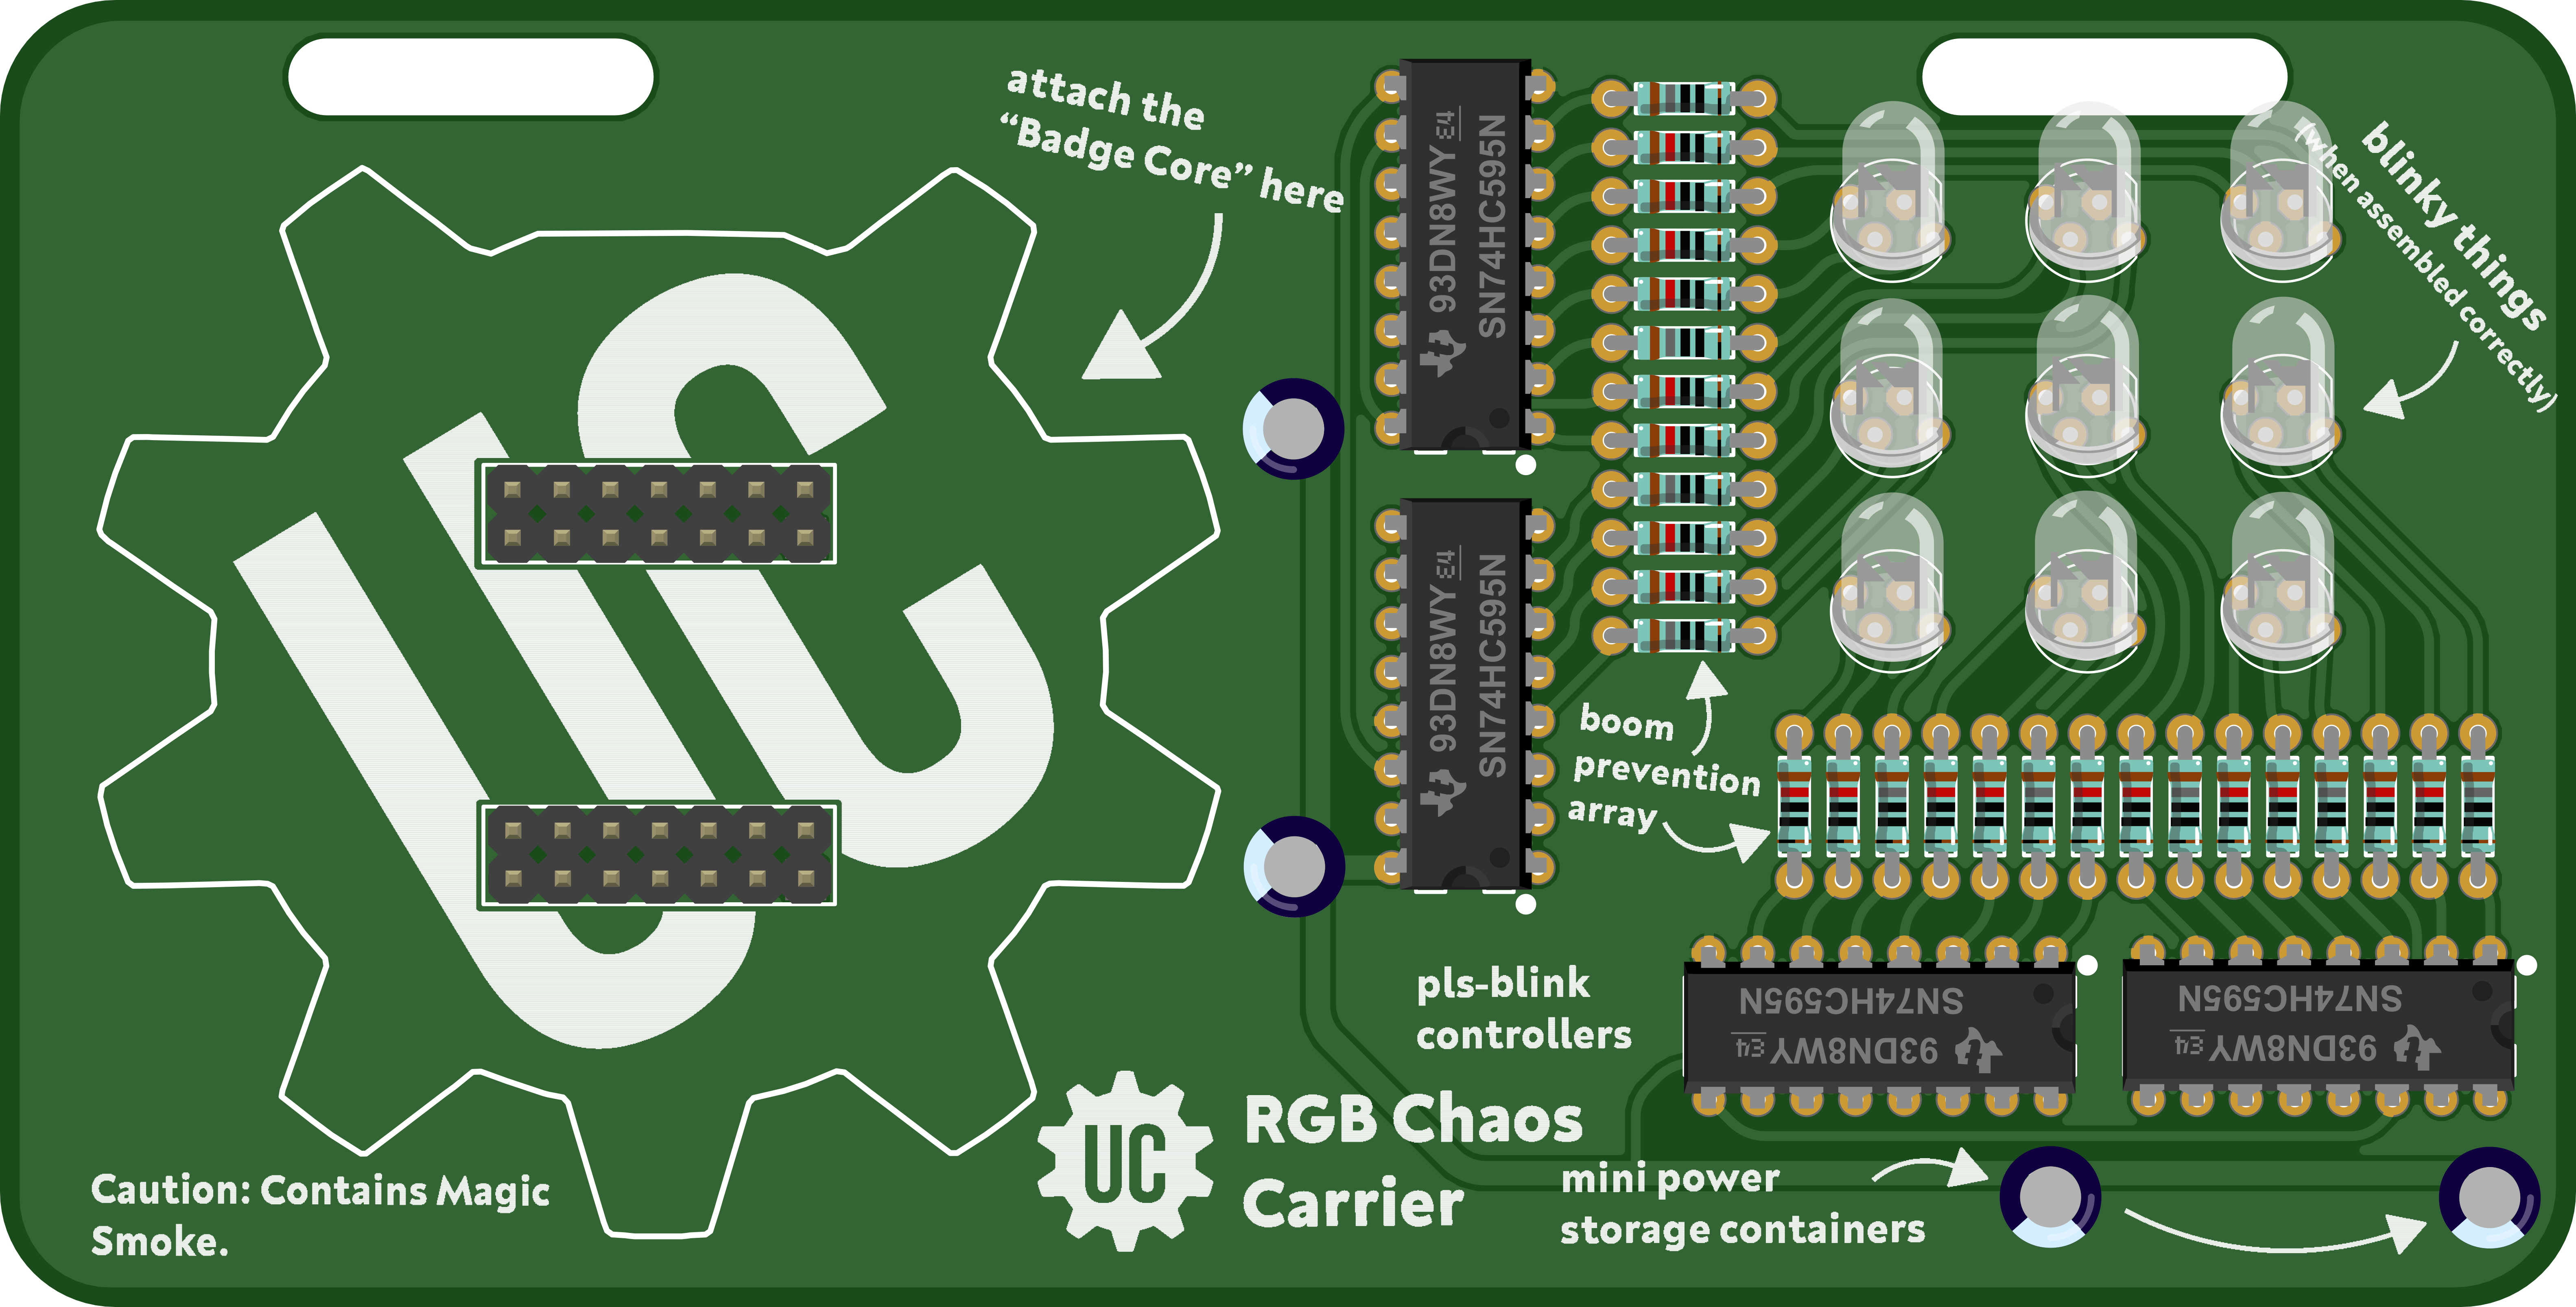 attach the
“Badge Core” here
93DN8WY E4
SN74HC595N
blinky things
(when assembled correctly)
93DN8WY E4
SN74HC595N
boom
prevention
array
pls-blink
controllers
SN74HC595N
93DN8WY E4
SN74HC595N
93DN8WY E4
UC
RGB Chaos
Carrier
mini power
storage containers
Caution: Contains Magic
Smoke.